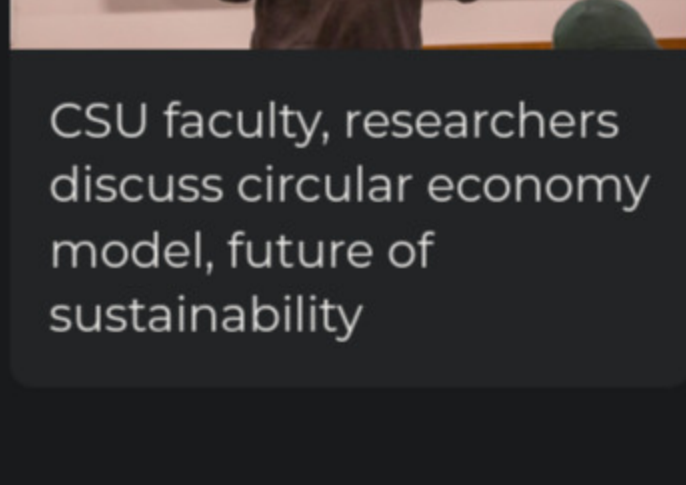 CSU faculty, researchers
discuss circular economy
model, future of
sustainability